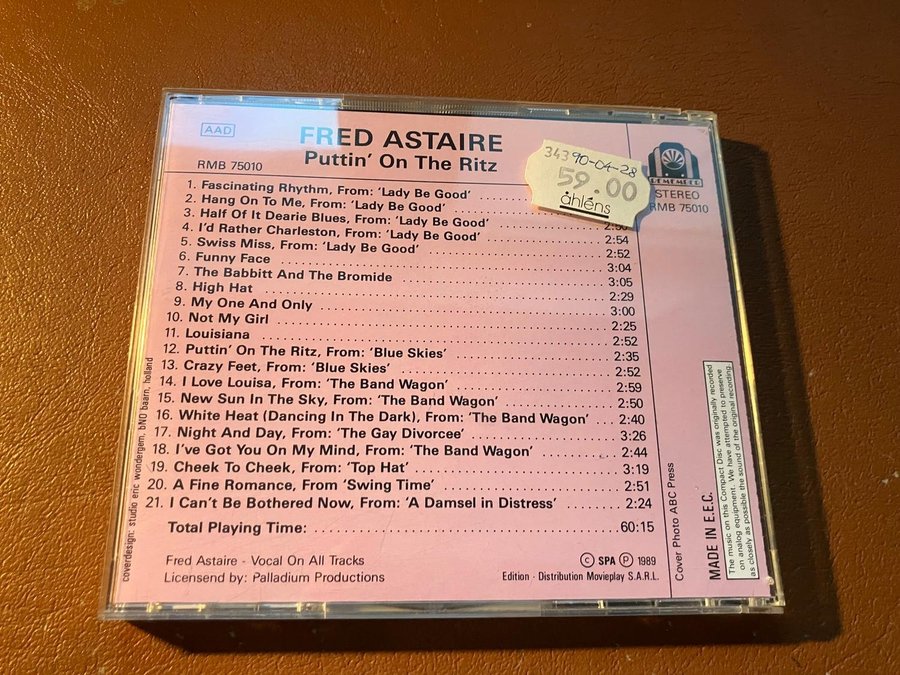 AAD
FRED ASTAIRE
Puttin' On The Ritz
RMB 75010
343 90-04-28
59.00
åhléns
REMEMBER
STEREO
RMB 75010
1. Fascinating Rhythm, From: 'Lady Be Good'
2. Hang On To Me, From: 'Lady Be Good'
3. Half Of It Dearie Blues, From: 'Lady Be Good'
4. I'd Rather Charleston, From: 'Lady Be Good' 2:54
5. Swiss Miss, From: 'Lady Be Good' 2:52
6. Funny Face 3:04
7. The Babbitt And The Bromide 3:05
8. High Hat 2:29
9. My One And Only 3:00
10. Not My Girl 2:25
11. Louisiana 2:52
12. Puttin' On The Ritz, From: 'Blue Skies' 2:35
13. Crazy Feet, From: 'Blue Skies' 2:52
14. I Love Louisa, From: 'The Band Wagon' 2:59
15. New Sun In The Sky, From: 'The Band Wagon' 2:50
16. White Heat (Dancing In The Dark), From: 'The Band Wagon' 2:40
17. Night And Day, From: 'The Gay Divorcee' 3:26
18. I've Got You On My Mind, From: 'The Band Wagon' 2:44
19. Cheek To Cheek, From: 'Top Hat' 3:19
20. A Fine Romance, From 'Swing Time' 2:51
21. I Can't Be Bothered Now, From: 'A Damsel in Distress' 2:24
Total Playing Time: 60:15
Fred Astaire - Vocal On All Tracks
Licensend by: Palladium Productions
© SPA ℗ 1989
Edition - Distribution Movieplay S.A.R.L.
coverdesign: studio eric wondergem, bNO baarn, holland
Cover Photo ABC Press
MADE IN E.E.C.
The music on this Compact Disc was originally recorded
on analog equipment. We have attempted to preserve
as closely as possible the sound of the original recording.